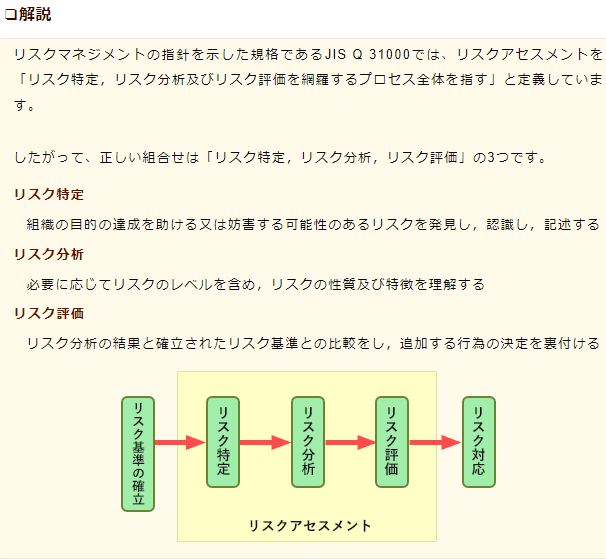 ❏解説
リスクマネジメントの指針を示した規格であるJIS Q 31000では、リスクアセスメントを
「リスク特定，リスク分析及びリスク評価を網羅するプロセス全体を指す」と定義していま
す。
したがって、正しい組合せは「リスク特定，リスク分析，リスク評価」の3つです。
リスク特定
組織の目的の達成を助ける又は妨害する可能性のあるリスクを発見し，認識し，記述する
リスク分析
必要に応じてリスクのレベルを含め，リスクの性質及び特徴を理解する
リスク評価
リスク分析の結果と確立されたリスク基準との比較をし，追加する行為の決定を裏付ける
リスク基準の確立
リスク特定
リスク分析
リスク評価
リスク対応
リスクアセスメント